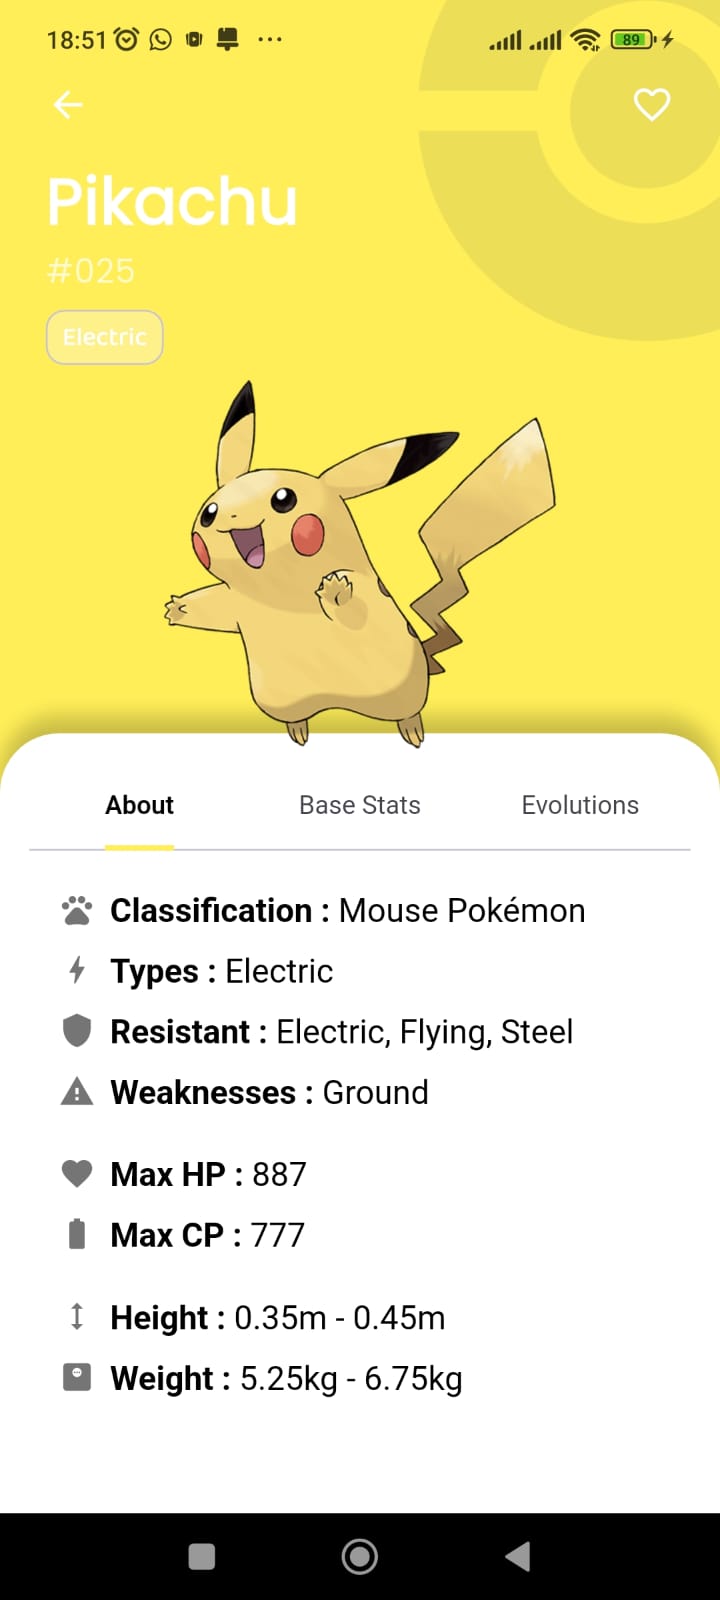 18:51 89
Pikachu
#025
Electric
About Base Stats Evolutions
Classification : Mouse Pokémon
Types : Electric
Resistant : Electric, Flying, Steel
Weaknesses : Ground
Max HP : 887
Max CP : 777
Height : 0.35m - 0.45m
Weight : 5.25kg - 6.75kg